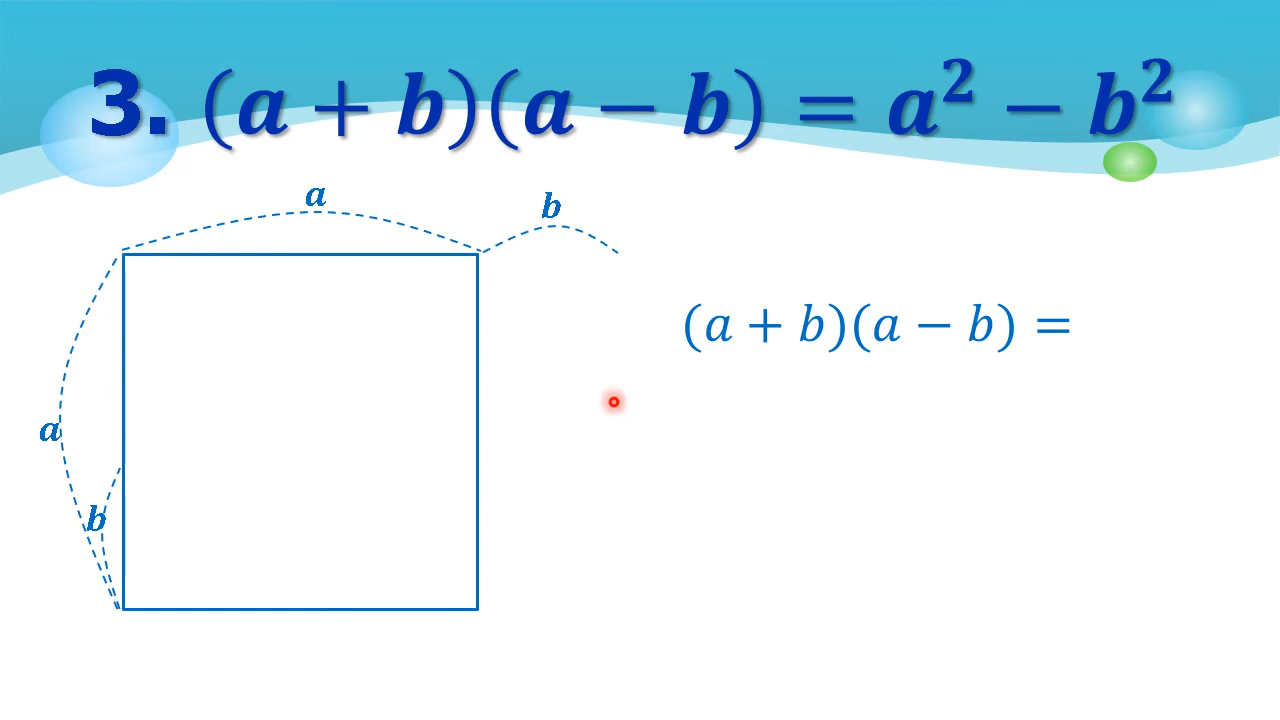 3. (a + b)(a − b) = a² − b²
a
b
(a + b)(a − b) =
a
b